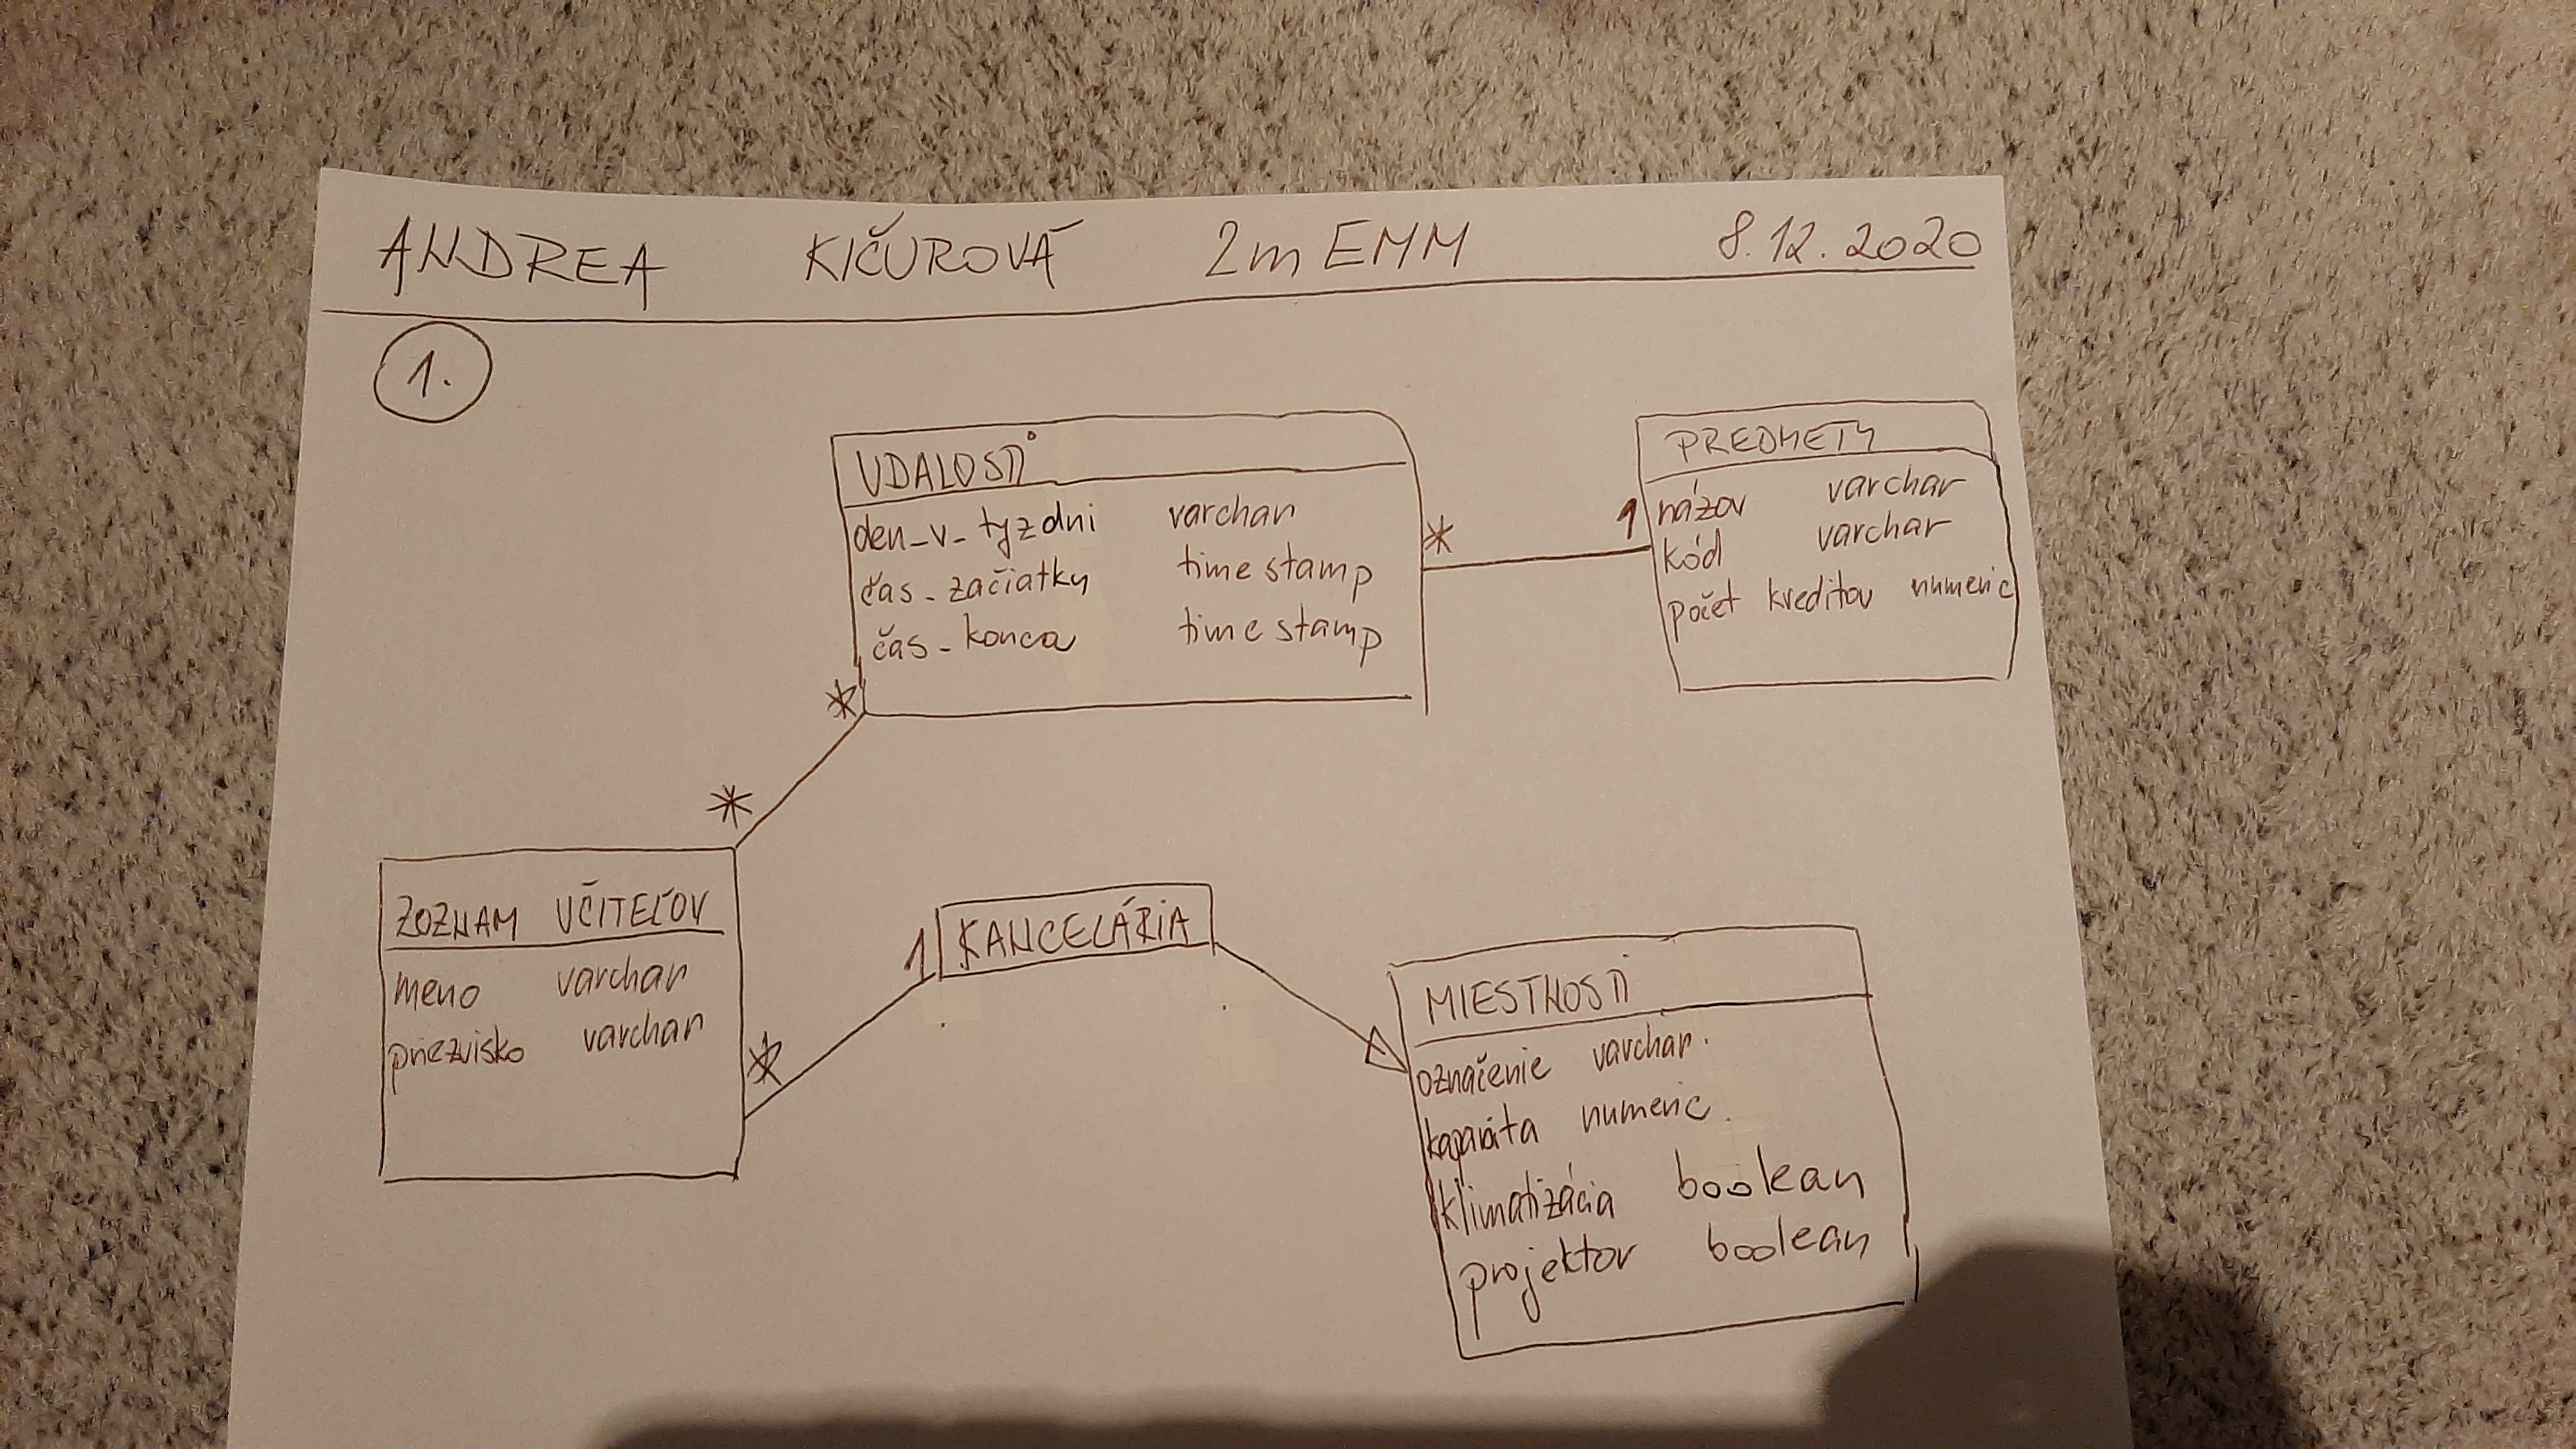 ANDREA KIČÚROVÁ 2mEMM 8.12.2020
1.
ZOZNAM UČITEĽOV
meno varchar
priezvisko varchar
*
*
UDALOSTI
den_v_tyzdni varchar
čas_začiatku timestamp
čas_konca timestamp
*
1
PREDMETY
názov varchar
kód varchar
počet kreditov numeric
*
1
KANCELÁRIA
MIESTNOSTI
označenie varchar.
kapacita numeric.
klimatizácia boolean
projektor boolean